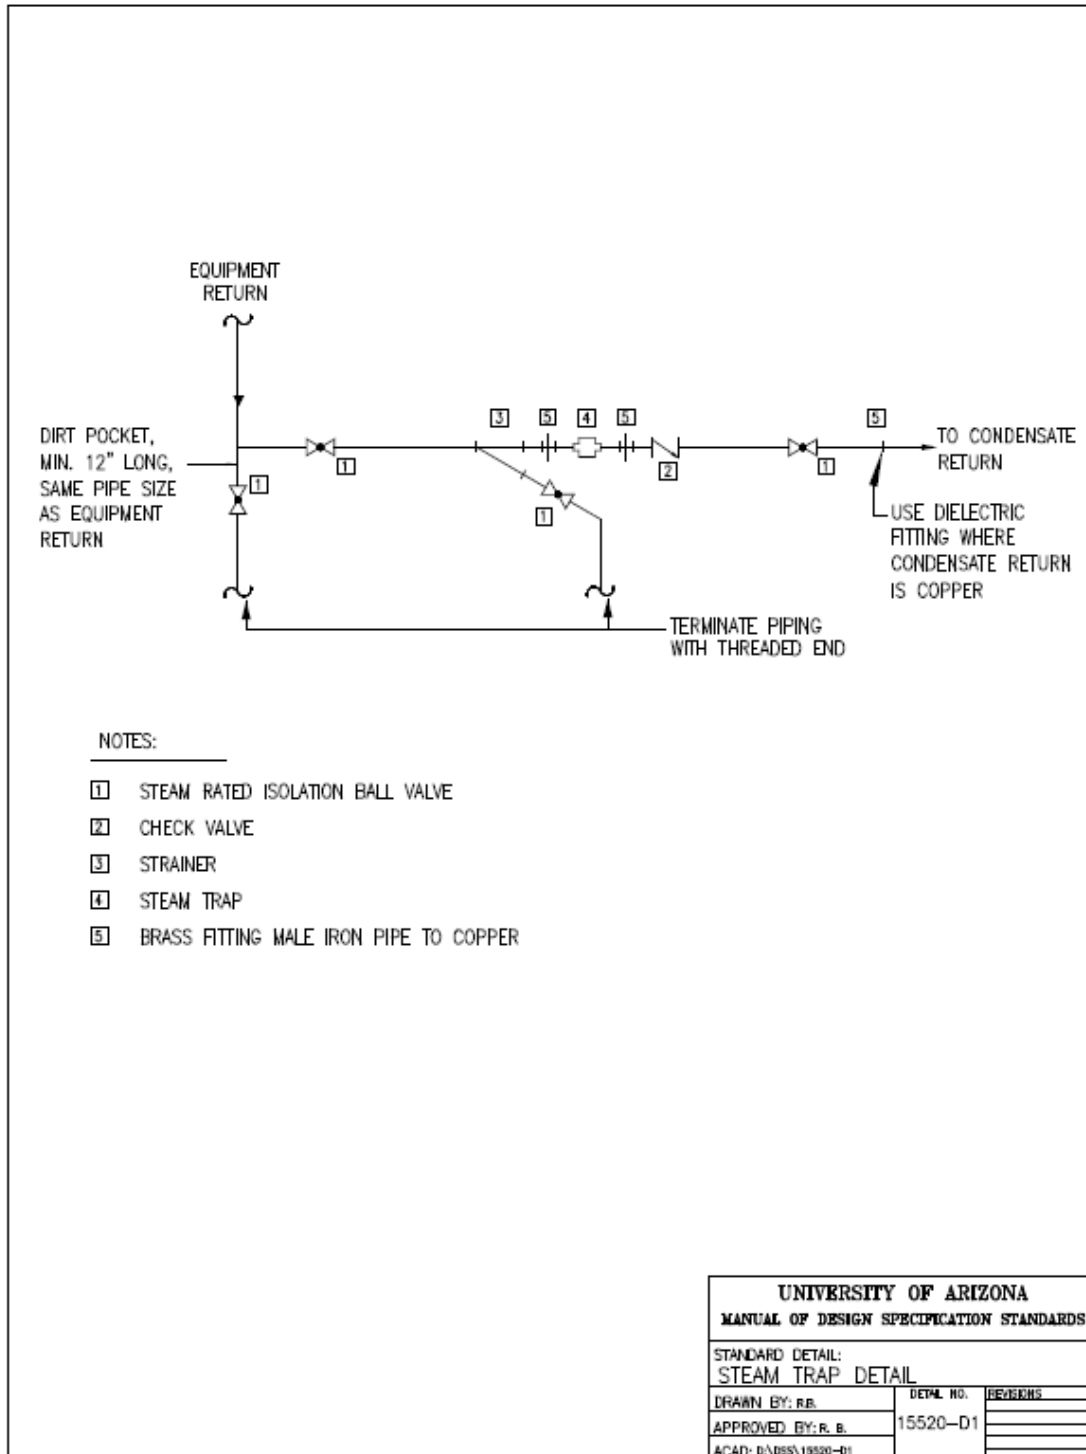 EQUIPMENT
RETURN
3
5
4
5
5
DIRT POCKET,
MIN. 12" LONG,
SAME PIPE SIZE
AS EQUIPMENT
RETURN
1
1
1
2
1
TO CONDENSATE
RETURN
USE DIELECTRIC
FITTING WHERE
CONDENSATE RETURN
IS COPPER
TERMINATE PIPING
WITH THREADED END
NOTES:
1 STEAM RATED ISOLATION BALL VALVE
2 CHECK VALVE
3 STRAINER
4 STEAM TRAP
5 BRASS FITTING MALE IRON PIPE TO COPPER
UNIVERSITY OF ARIZONA
MANUAL OF DESIGN SPECIFICATION STANDARDS
STANDARD DETAIL:
STEAM TRAP DETAIL
DRAWN BY: R.B.
DETAIL NO.
REVISIONS
APPROVED BY: R. B.
15520-D1
ACAD: D:\DSS\15520-D1